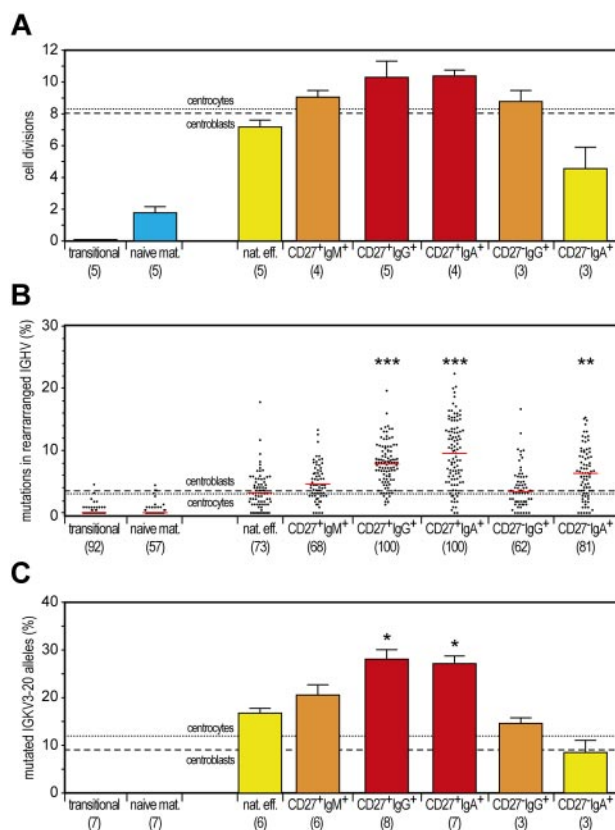 A
12
10
8
6
4
2
0
cell divisions
centrocytes
centroblasts
transitional naive mat. nat. eff. CD27+IgM+ CD27+IgG+ CD27+IgA+ CD27-IgG+ CD27-IgA+
(5) (5) (5) (4) (5) (4) (3) (3)
B
30
20
10
0
mutations in rearrarranged IGHV (%)
*** *** **
centroblasts
centrocytes
transitional naive mat. nat. eff. CD27+IgM+ CD27+IgG+ CD27+IgA+ CD27-IgG+ CD27-IgA+
(92) (57) (73) (68) (100) (100) (62) (81)
C
40
30
20
10
0
mutated IGKV3-20 alleles (%)
* *
centrocytes
centroblasts
transitional naive mat. nat. eff. CD27+IgM+ CD27+IgG+ CD27+IgA+ CD27-IgG+ CD27-IgA+
(7) (7) (6) (6) (8) (7) (3) (3)